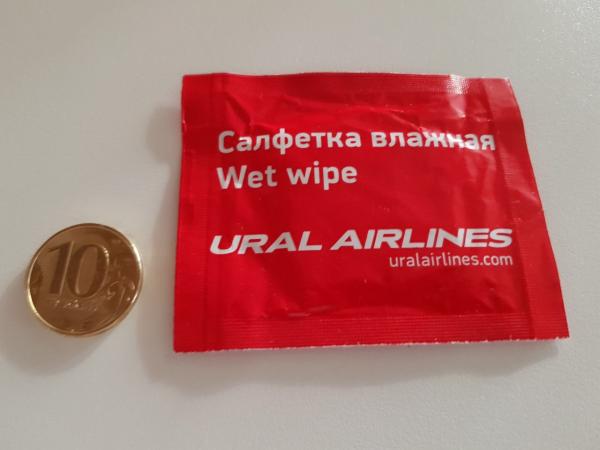 Салфетка влажная
Wet wipe
URAL AIRLINES
uralairlines.com
10